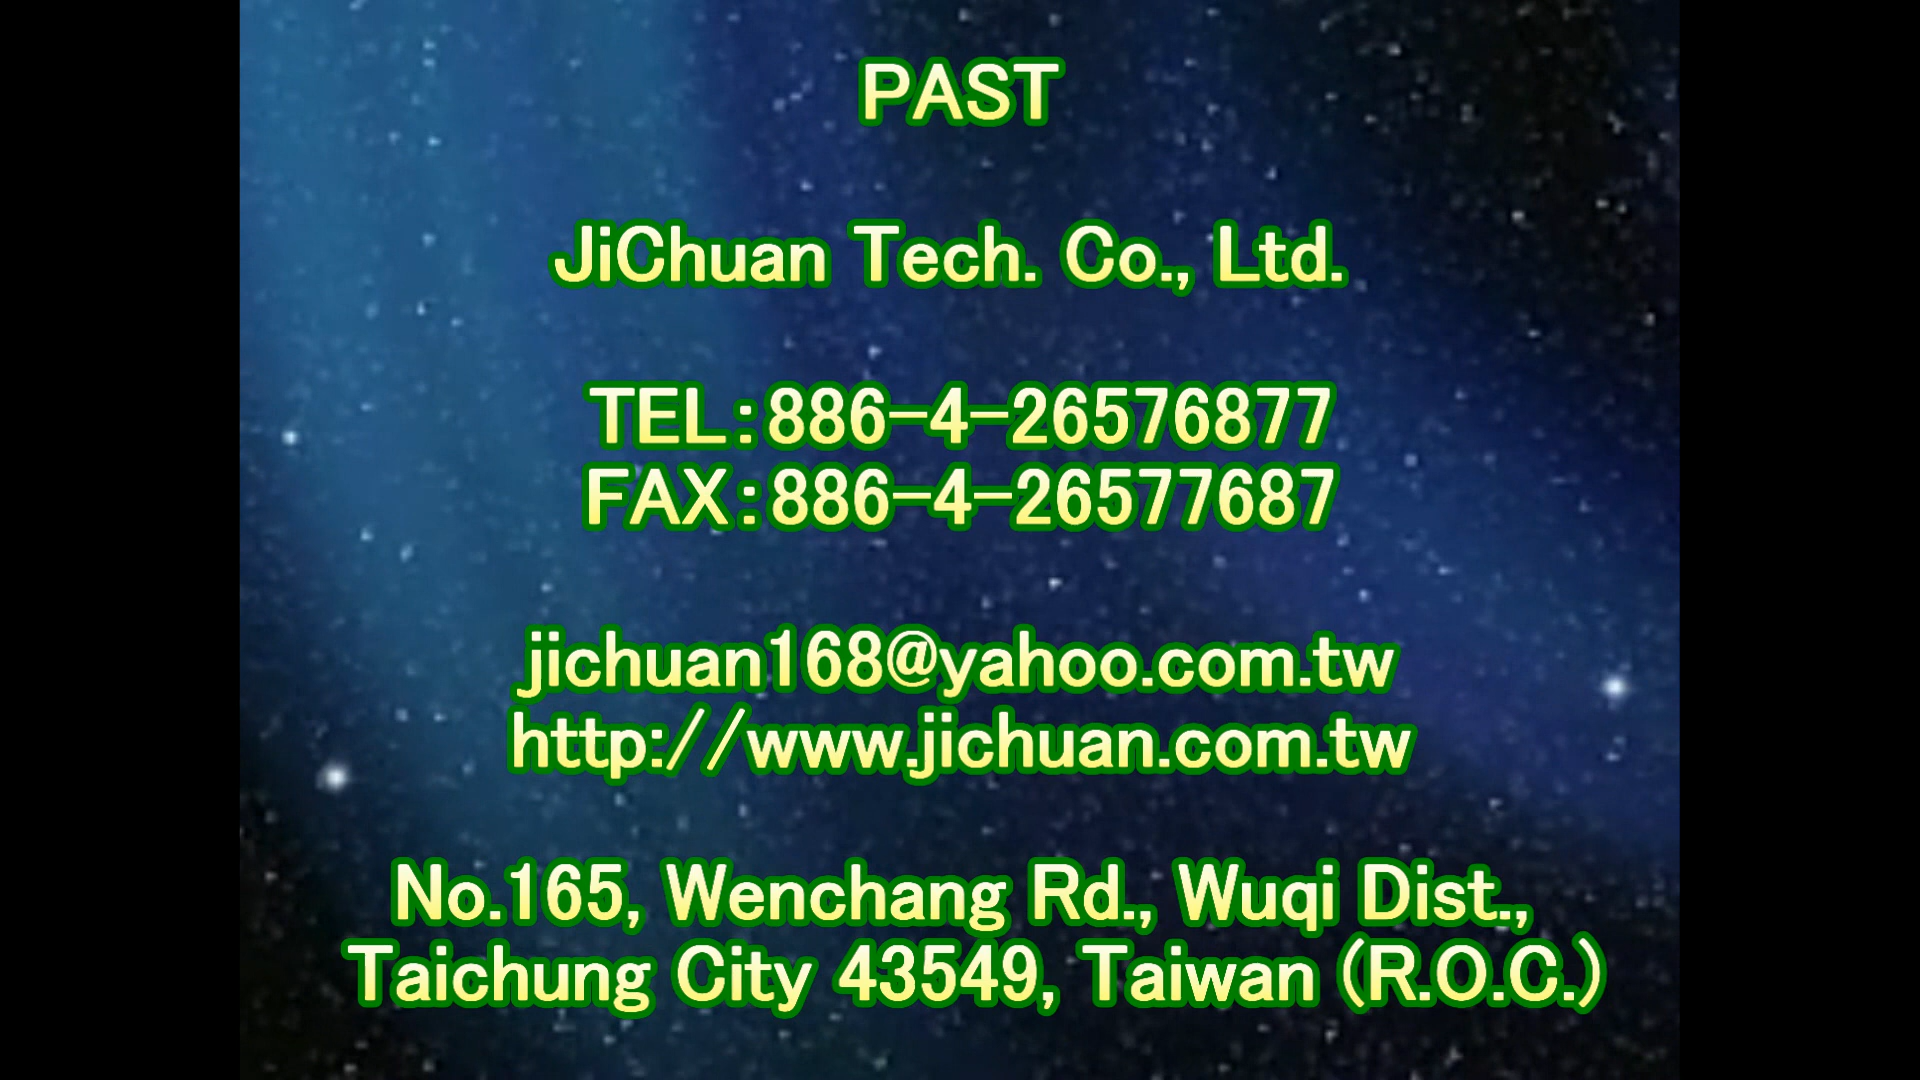 PAST
JiChuan Tech. Co., Ltd.
TEL:886-4-26576877
FAX:886-4-26577687
jichuan168@yahoo.com.tw
http://www.jichuan.com.tw
No.165, Wenchang Rd., Wuqi Dist.,
Taichung City 43549, Taiwan (R.O.C.)